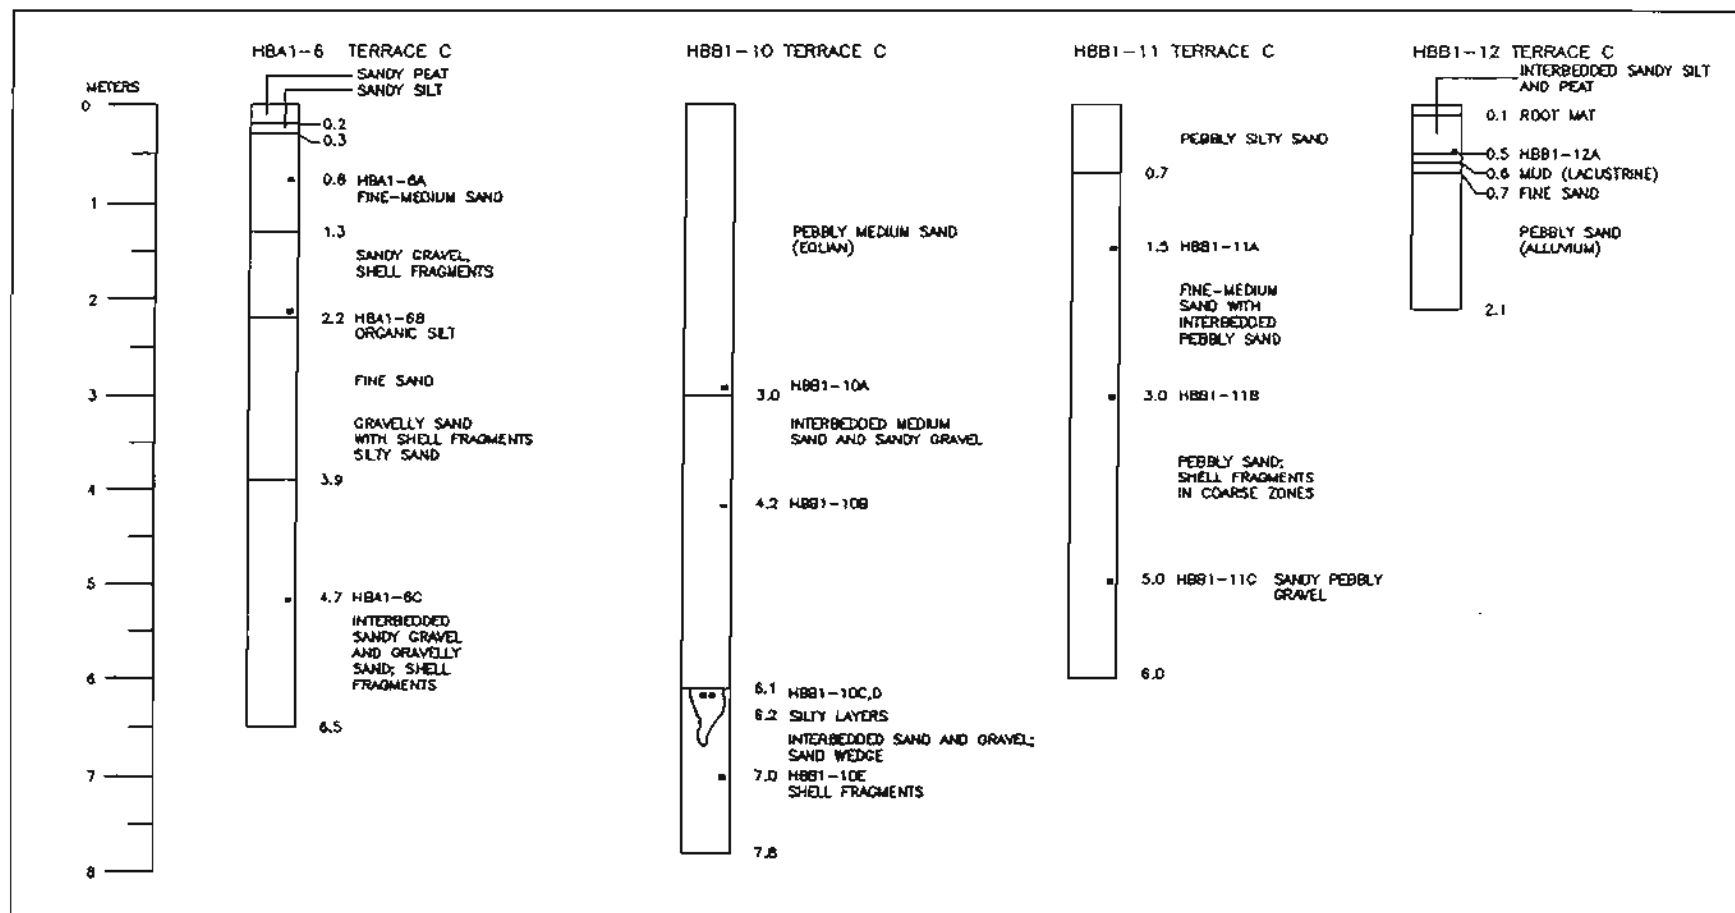 HBA1-6 TERRACE C
SANDY PEAT
SANDY SILT
0.2
0.3
0.8 HBA1-6A
FINE-MEDIUM SAND
1.3
SANDY GRAVEL,
SHELL FRAGMENTS
2.2 HBA1-6B
ORGANIC SILT
FINE SAND
GRAVELLY SAND
WITH SHELL FRAGMENTS
SILTY SAND
3.9
4.7 HBA1-6C
INTERBEDDED
SANDY GRAVEL
AND GRAVELLY
SAND; SHELL
FRAGMENTS
6.5
METERS
0
1
2
3
4
5
6
7
8
HBB1-10 TERRACE C
PEBBLY MEDIUM SAND
(EOLIAN)
HBB1-10A
3.0
INTERBEDDED MEDIUM
SAND AND SANDY GRAVEL
4.2 HBB1-10B
6.1 HBB1-10C,D
6.2 SILTY LAYERS
INTERBEDDED SAND AND GRAVEL;
SAND WEDGE
7.0 HBB1-10E
SHELL FRAGMENTS
7.8
HBB1-11 TERRACE C
PEBBLY SILTY SAND
0.7
1.5 HBB1-11A
FINE-MEDIUM
SAND WITH
INTERBEDDED
PEBBLY SAND
3.0 HBB1-11B
PEBBLY SAND;
SHELL FRAGMENTS
IN COARSE ZONES
5.0 HBB1-11C SANDY PEBBLY
GRAVEL
6.0
HBB1-12 TERRACE C
INTERBEDDED SANDY SILT
AND PEAT
0.1 ROOT MAT
0.5 HBB1-12A
0.6 MUD (LACUSTRINE)
0.7 FINE SAND
PEBBLY SAND
(ALLUVIUM)
2.1